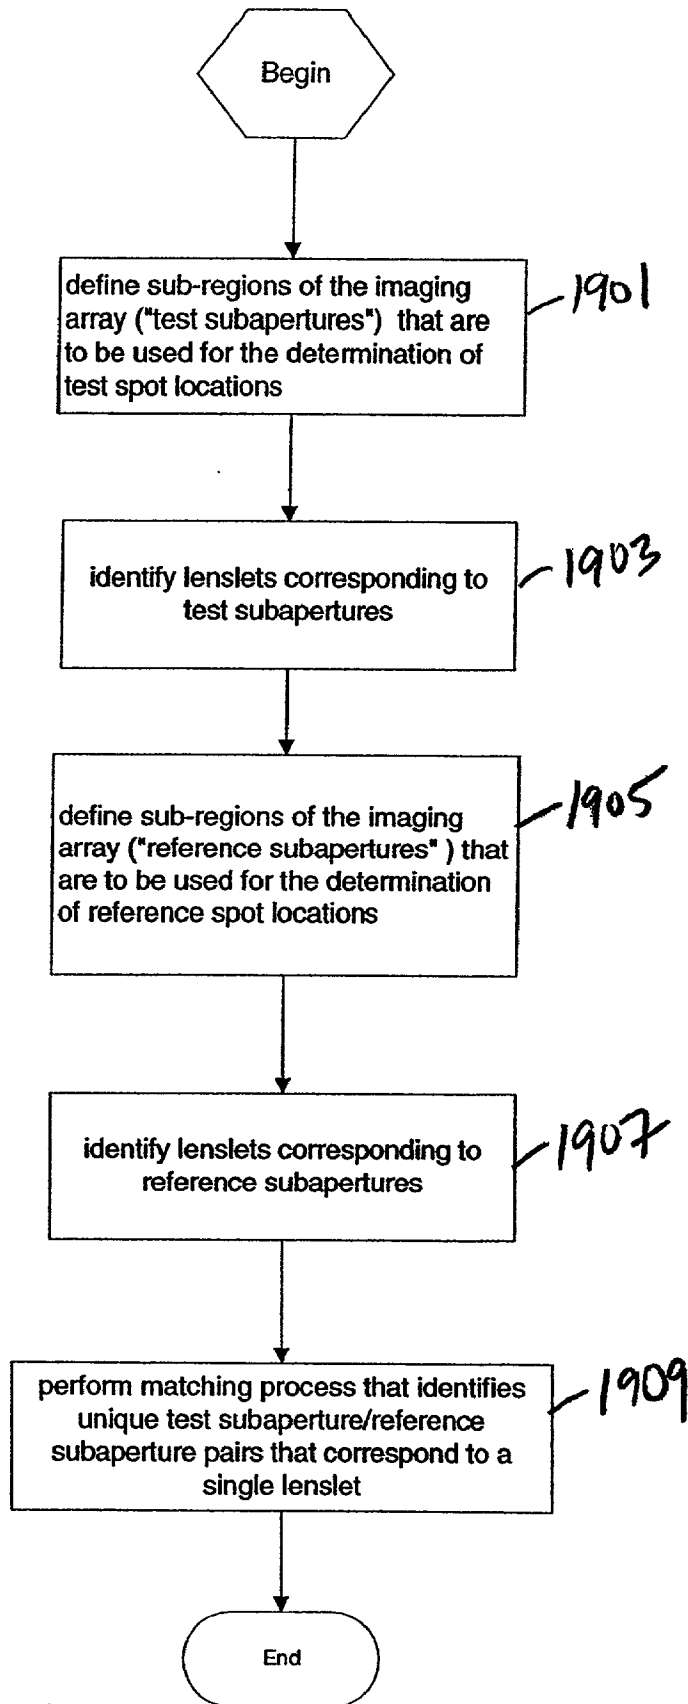 Begin
define sub-regions of the imaging
array ("test subapertures") that are
to be used for the determination of
test spot locations
1901
identify lenslets corresponding to
test subapertures
1903
define sub-regions of the imaging
array ("reference subapertures" ) that
are to be used for the determination
of reference spot locations
1905
identify lenslets corresponding to
reference subapertures
1907
perform matching process that identifies
unique test subaperture/reference
subaperture pairs that correspond to a
single lenslet
1909
End